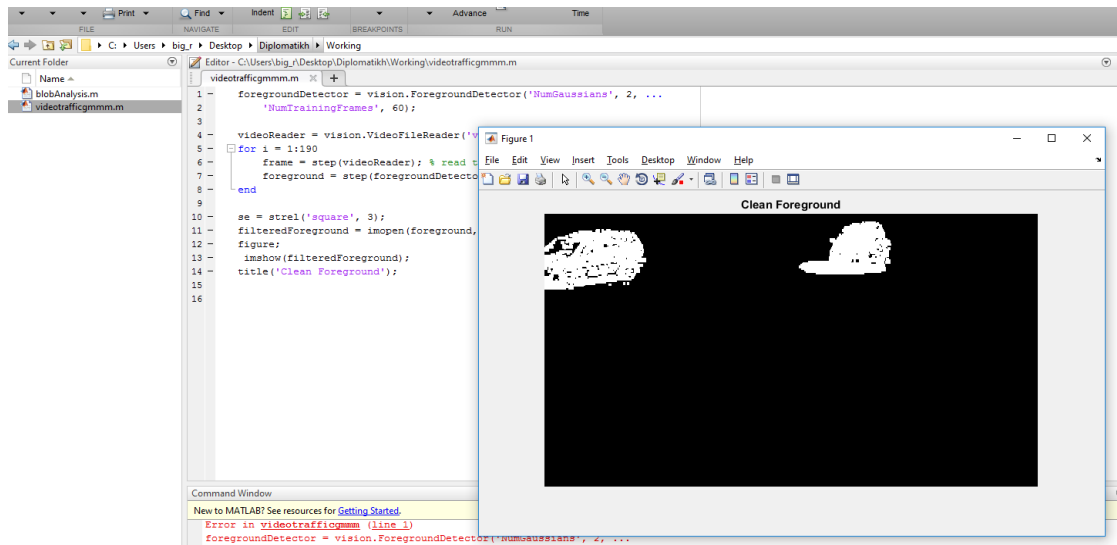 Print Find Indent Advance Time
FILE NAVIGATE EDIT BREAKPOINTS RUN
C: Users big_r Desktop Diplomatikh Working
Current Folder
Name
blobAnalysis.m
videotrafficgmmm.m
Editor - C:\Users\big_r\Desktop\Diplomatikh\Working\videotrafficgmmm.m
videotrafficgmmm.m
1 foregroundDetector = vision.ForegroundDetector('NumGaussians', 2, ...
2 'NumTrainingFrames', 60);
3
4 videoReader = vision.VideoFileReader('v
5 for i = 1:190
6 frame = step(videoReader); % read t
7 foreground = step(foregroundDetecto
8 end
9
10 se = strel('square', 3);
11 filteredForeground = imopen(foreground,
12 figure;
13 imshow(filteredForeground);
14 title('Clean Foreground');
15
16
Figure 1
File Edit View Insert Tools Desktop Window Help
Clean Foreground
Command Window
New to MATLAB? See resources for Getting Started.
Error in videotrafficgmmm (line 1)
foregroundDetector = vision.ForegroundDetector('NumGaussians', 2, ...